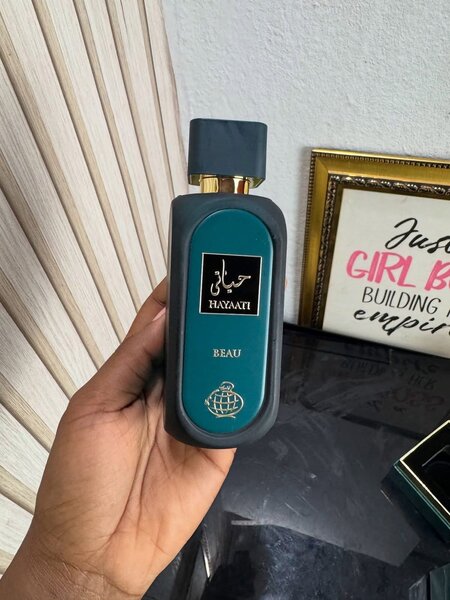 حياتي
HAYAATI
BEAU
Just
GIRL B
BUILDING
empir